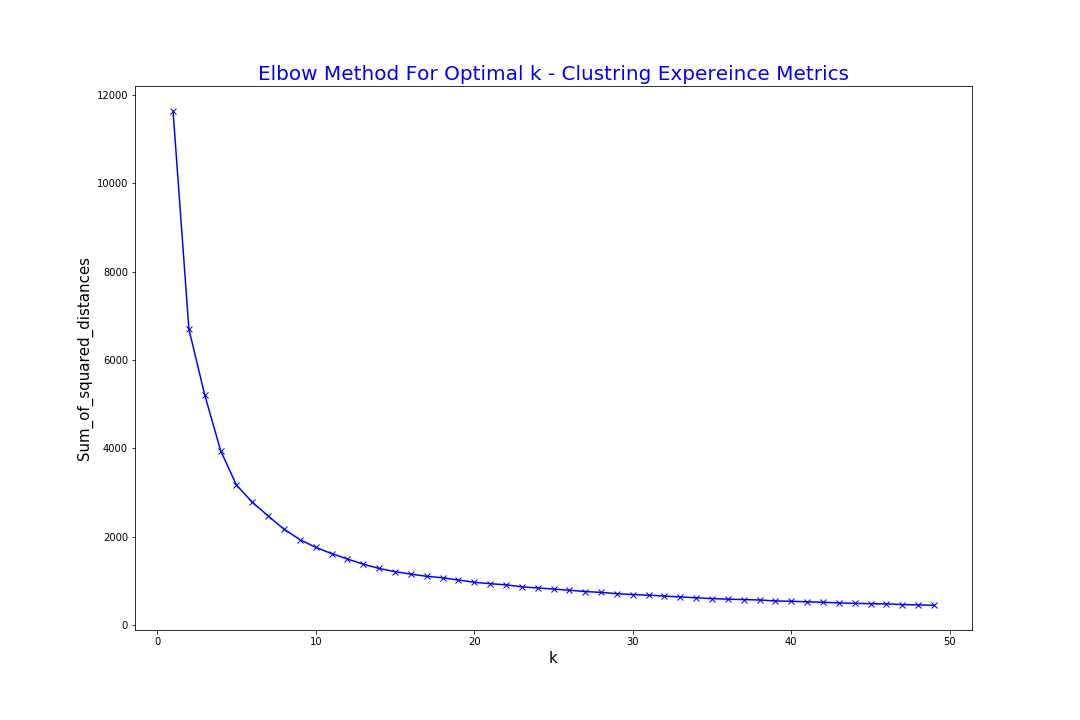 Elbow Method For Optimal k - Clustring Expereince Metrics
12000
10000
8000
6000
4000
2000
0
Sum_of_squared_distances
0 10 20 30 40 50
k